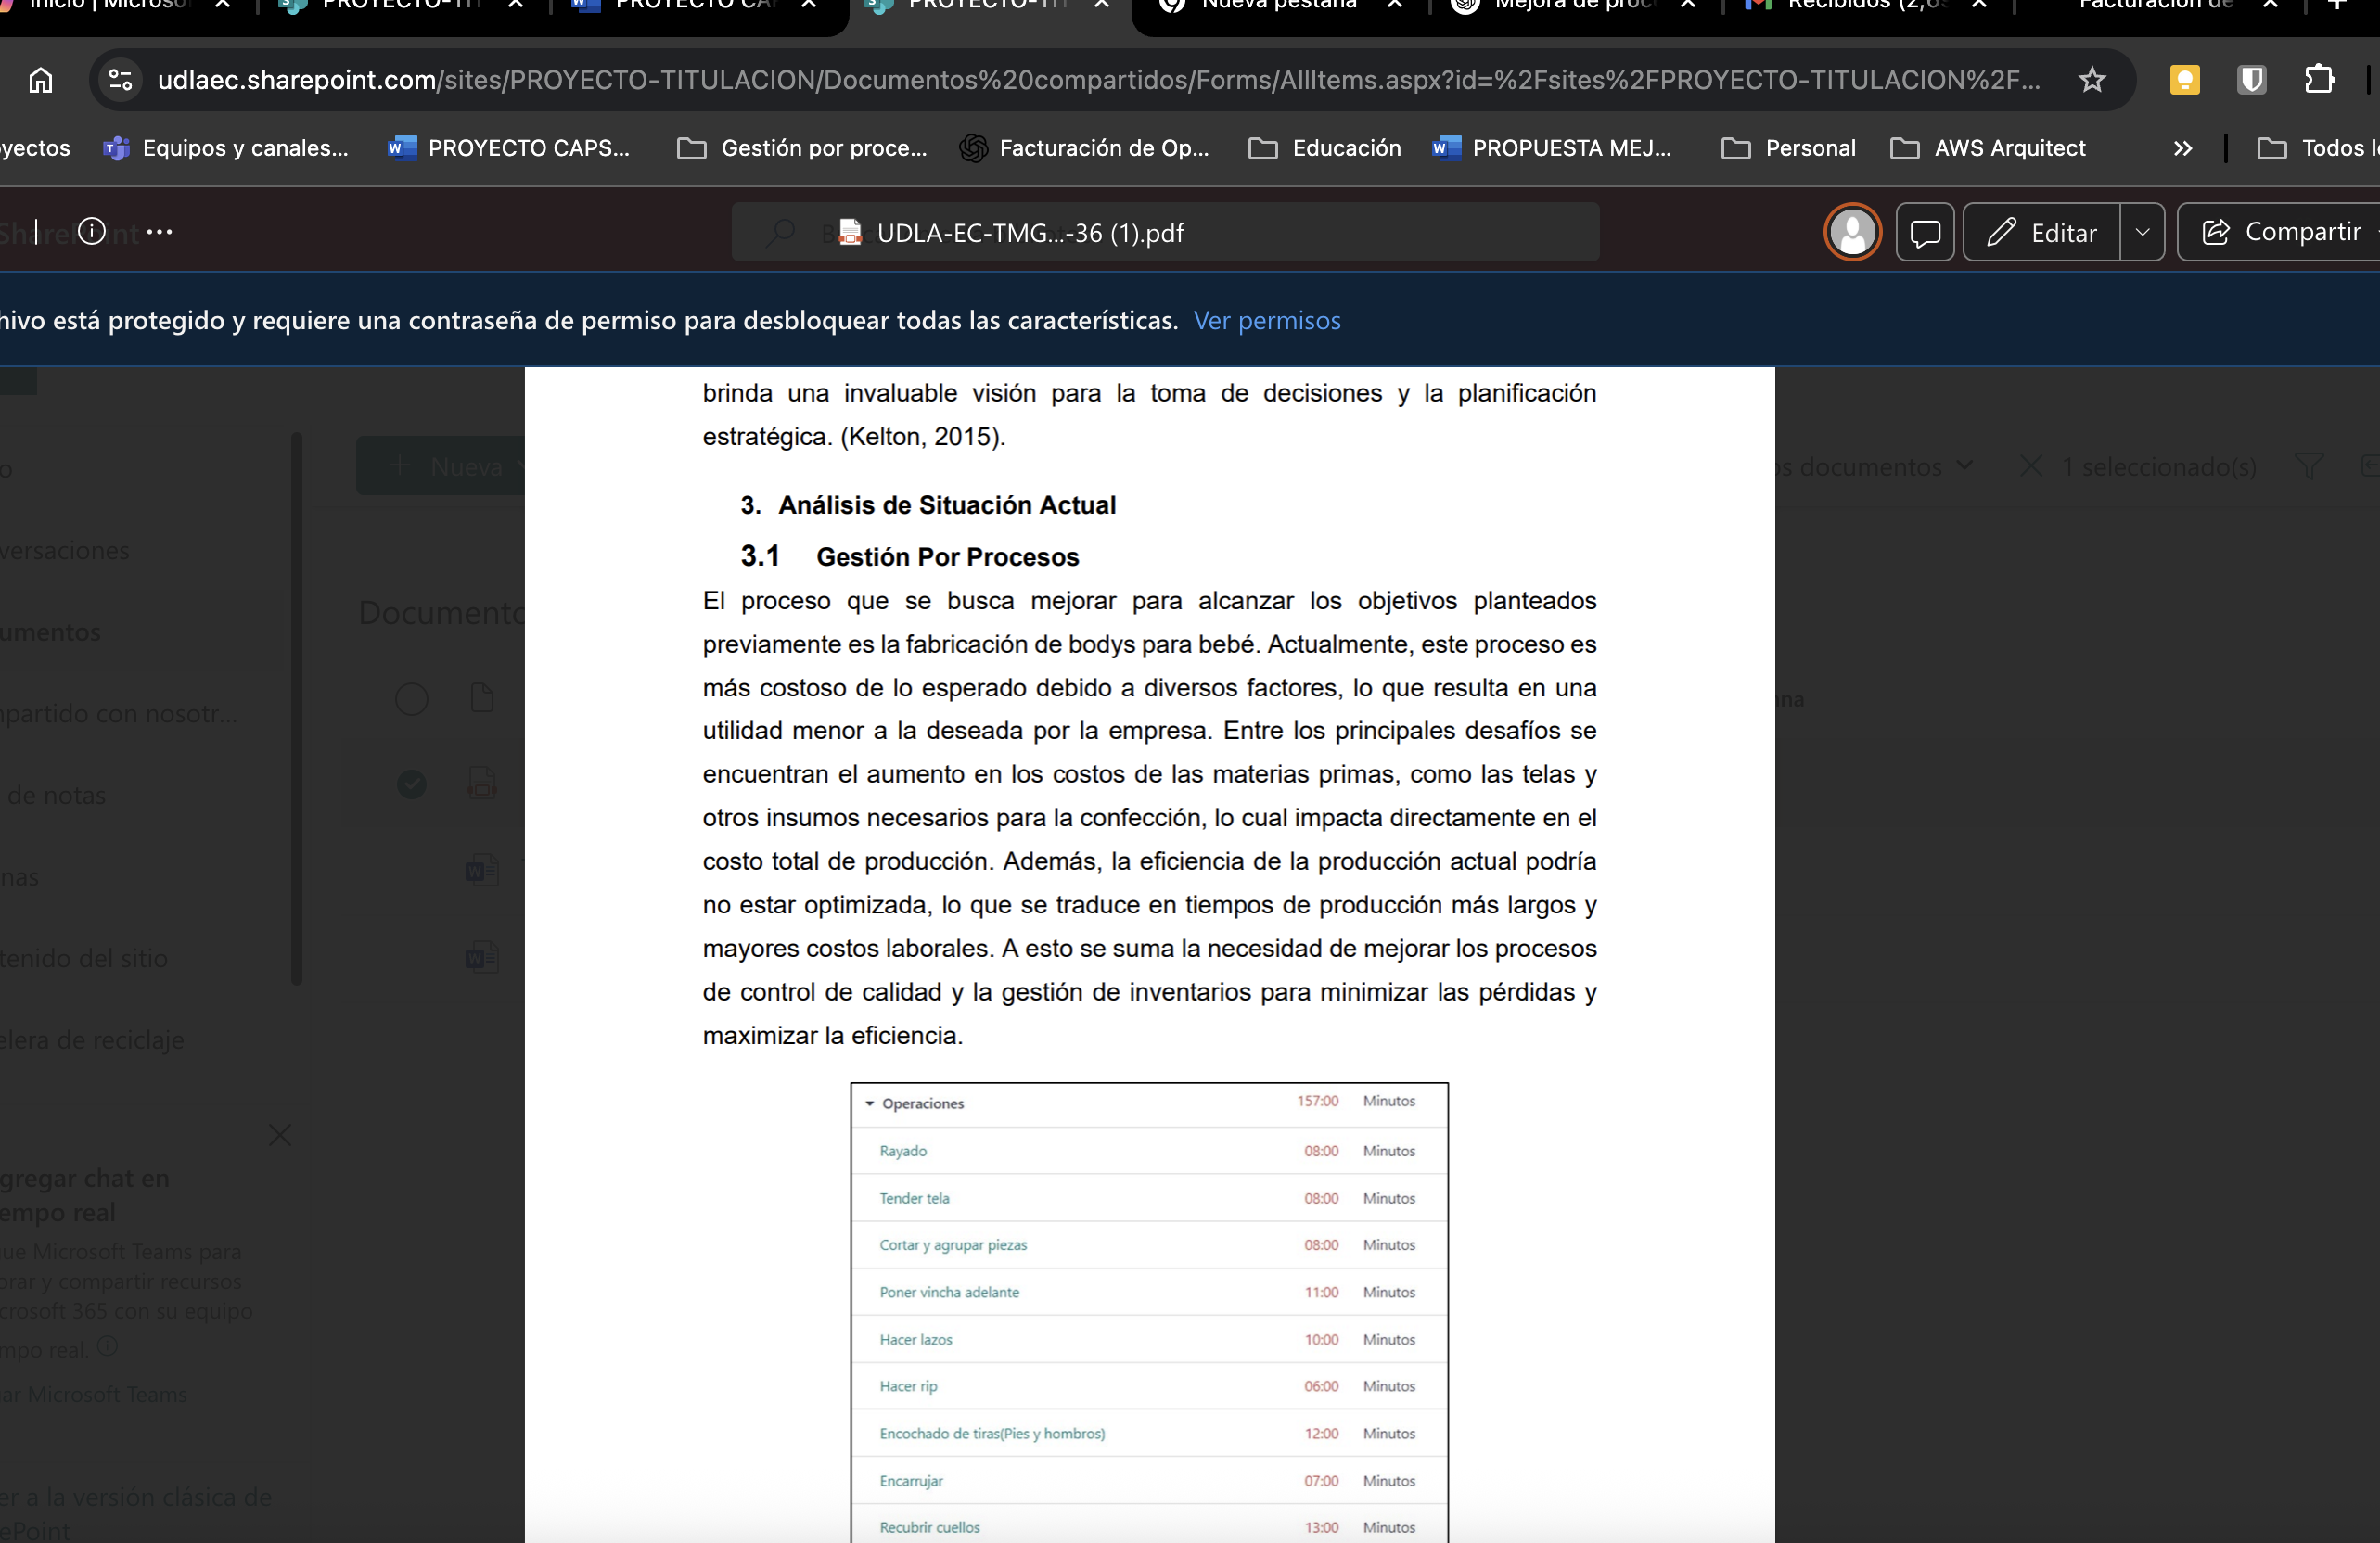 Inicio | Microso
PROYECTO-TIT
PROYECTO CAP
PROYECTO-TIT
Nueva pestaña
Mejora de proc
Recibidos (2,6
Facturación de
udlaec.sharepoint.com/sites/PROYECTO-TITULACION/Documentos%20compartidos/Forms/AllItems.aspx?id=%2Fsites%2FPROYECTO-TITULACION%2F...
yectos
Equipos y canales...
PROYECTO CAPS...
Gestión por proce...
Facturación de Op...
Educación
PROPUESTA MEJ...
Personal
AWS Arquitect
Todos l
SharePoint
UDLA-EC-TMG...-36 (1).pdf
Editar
Compartir
hivo está protegido y requiere una contraseña de permiso para desbloquear todas las características. Ver permisos
Nueva
os documentos
1 seleccionado(s)
o
versaciones
umentos
npartido con nosotr...
de notas
nas
tenido del sitio
elera de reciclaje
Documento
ana
gregar chat en
empo real
ue Microsoft Teams para
orar y compartir recursos
crosoft 365 con su equipo
mpo real.
ar Microsoft Teams
er a la versión clásica de
ePoint
brinda una invaluable visión para la toma de decisiones y la planificación
estratégica. (Kelton, 2015).
3. Análisis de Situación Actual
3.1 Gestión Por Procesos
El proceso que se busca mejorar para alcanzar los objetivos planteados
previamente es la fabricación de bodys para bebé. Actualmente, este proceso es
más costoso de lo esperado debido a diversos factores, lo que resulta en una
utilidad menor a la deseada por la empresa. Entre los principales desafíos se
encuentran el aumento en los costos de las materias primas, como las telas y
otros insumos necesarios para la confección, lo cual impacta directamente en el
costo total de producción. Además, la eficiencia de la producción actual podría
no estar optimizada, lo que se traduce en tiempos de producción más largos y
mayores costos laborales. A esto se suma la necesidad de mejorar los procesos
de control de calidad y la gestión de inventarios para minimizar las pérdidas y
maximizar la eficiencia.
Operaciones 157:00 Minutos
Rayado 08:00 Minutos
Tender tela 08:00 Minutos
Cortar y agrupar piezas 08:00 Minutos
Poner vincha adelante 11:00 Minutos
Hacer lazos 10:00 Minutos
Hacer rip 06:00 Minutos
Encochado de tiras(Pies y hombros) 12:00 Minutos
Encarrujar 07:00 Minutos
Recubrir cuellos 13:00 Minutos